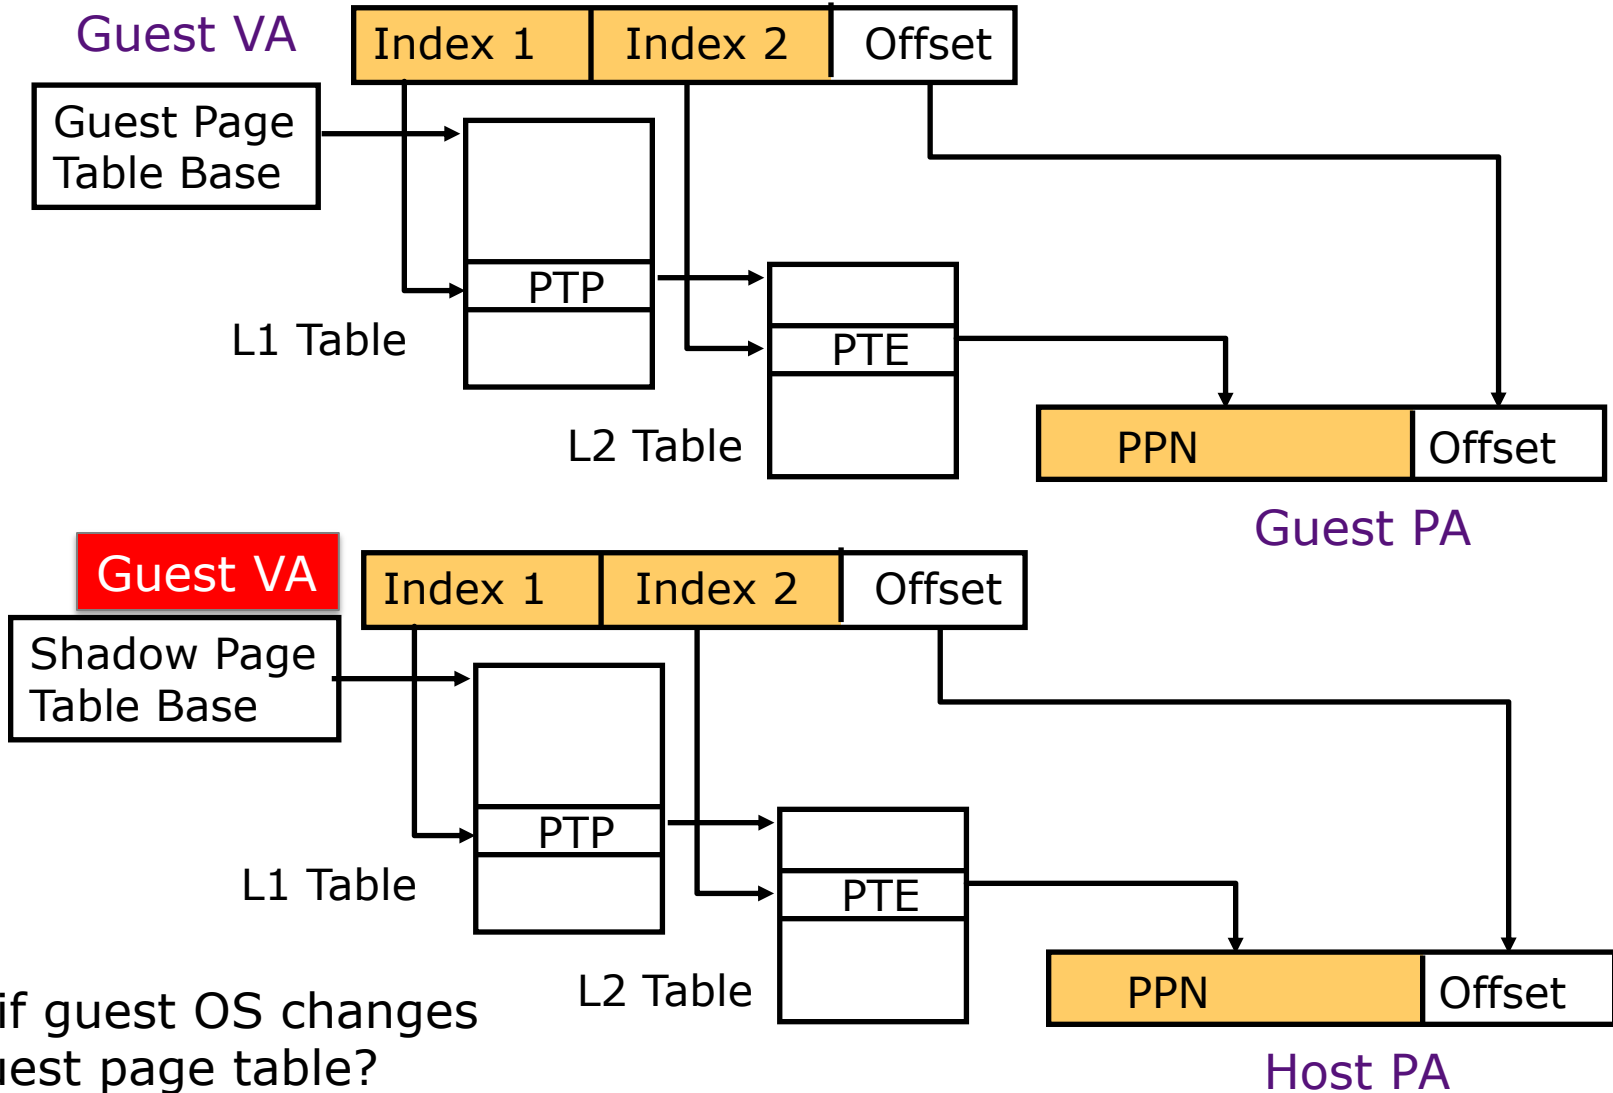 Guest VA
Index 1
Index 2
Offset
Guest Page
Table Base
PTP
L1 Table
PTE
L2 Table
PPN
Offset
Guest PA
Guest VA
Index 1
Index 2
Offset
Shadow Page
Table Base
PTP
L1 Table
PTE
L2 Table
PPN
Offset
Host PA
if guest OS changes
page table?